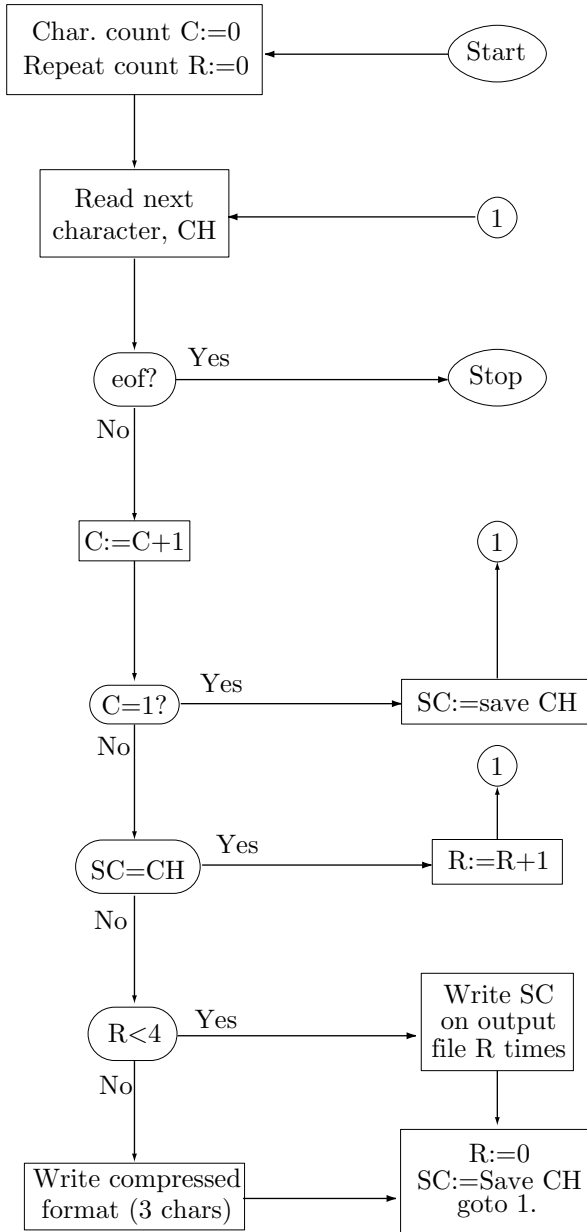 Char. count C:=0
Repeat count R:=0
Start
Read next
character, CH
1
eof?
Yes
Stop
No
C:=C+1
1
C=1?
Yes
SC:=save CH
No
1
SC=CH
Yes
R:=R+1
No
R<4
Yes
Write SC
on output
file R times
No
Write compressed
format (3 chars)
R:=0
SC:=Save CH
goto 1.